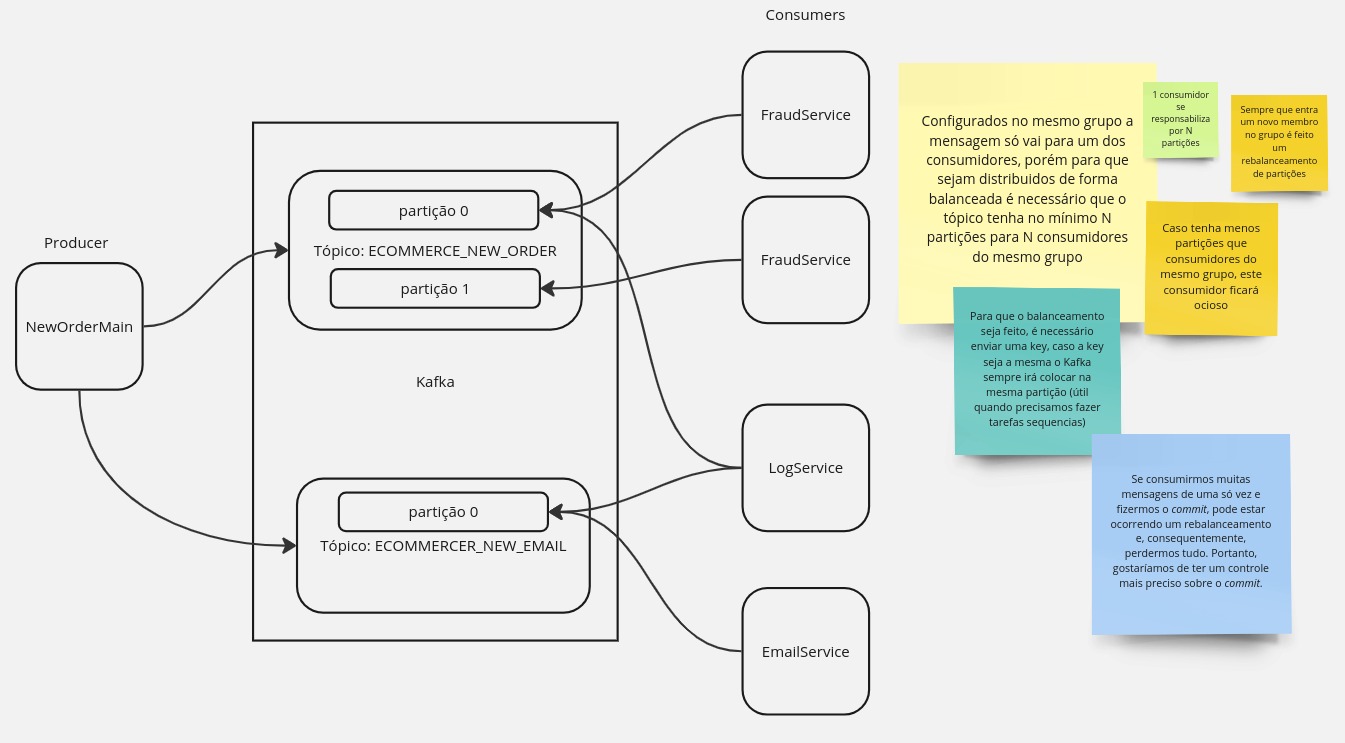 Consumers
Producer
NewOrderMain
partição 0
Tópico: ECOMMERCE_NEW_ORDER
partição 1
Kafka
partição 0
Tópico: ECOMMERCER_NEW_EMAIL
FraudService
FraudService
LogService
EmailService
Configurados no mesmo grupo a
mensagem só vai para um dos
consumidores, porém para que
sejam distribuidos de forma
balanceada é necessário que o
tópico tenha no mínimo N
partições para N consumidores
do mesmo grupo
1 consumidor
se
responsabiliza
por N
partições
Sempre que entra
um novo membro
no grupo é feito
um
rebalanceamento
de partições
Caso tenha menos
partições que
consumidores do
mesmo grupo, este
consumidor ficará
ocioso
Para que o balanceamento
seja feito, é necessário
enviar uma key, caso a key
seja a mesma o Kafka
sempre irá colocar na
mesma partição (útil
quando precisamos fazer
tarefas sequencias)
Se consumirmos muitas
mensagens de uma só vez e
fizermos o commit, pode estar
ocorrendo um rebalanceamento
e, consequentemente,
perdermos tudo. Portanto,
gostaríamos de ter um controle
mais preciso sobre o commit.